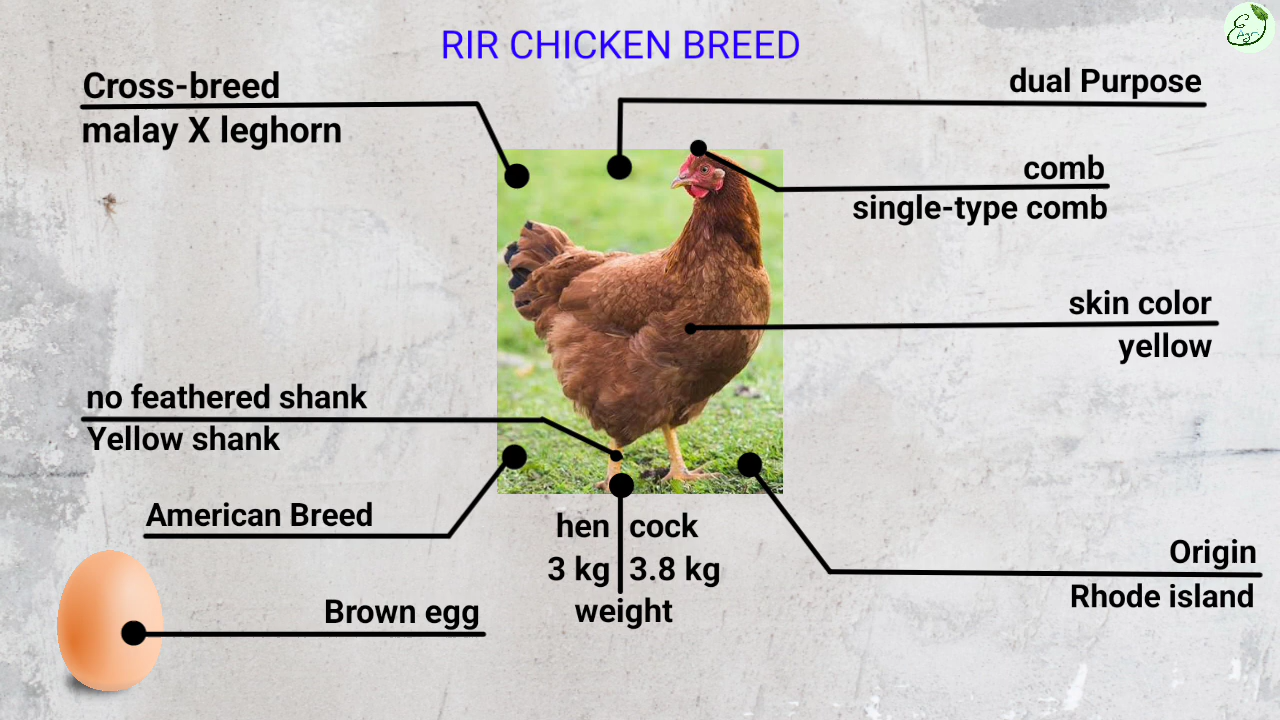 RIR CHICKEN BREED
Cross-breed
malay X leghorn
dual Purpose
comb
single-type comb
skin color
yellow
no feathered shank
Yellow shank
American Breed
hen cock
3 kg 3.8 kg
weight
Origin
Rhode island
Brown egg